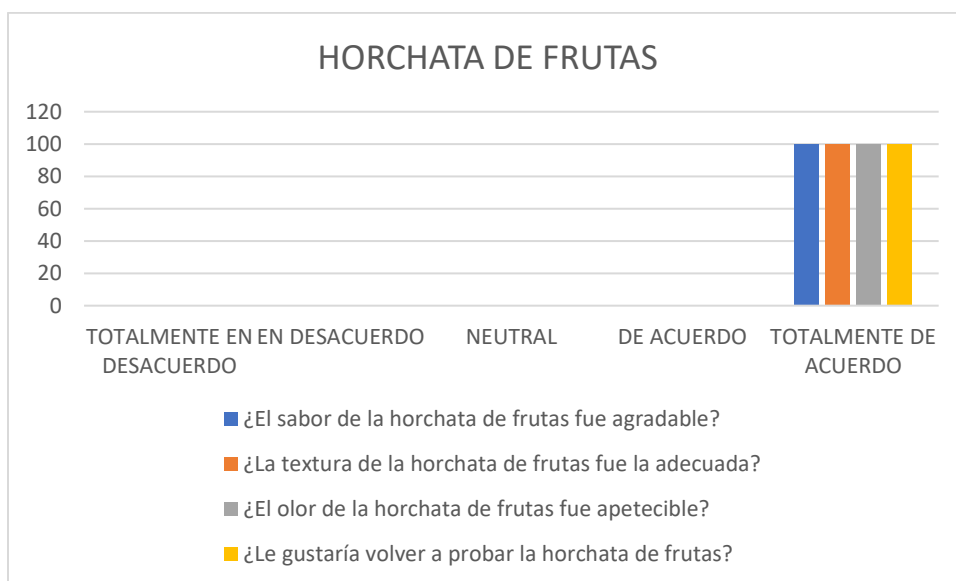 HORCHATA DE FRUTAS
120
100
80
60
40
20
0
TOTALMENTE EN EN DESACUERDO NEUTRAL DE ACUERDO TOTALMENTE DE
DESACUERDO ACUERDO
¿El sabor de la horchata de frutas fue agradable?
¿La textura de la horchata de frutas fue la adecuada?
¿El olor de la horchata de frutas fue apetecible?
¿Le gustaría volver a probar la horchata de frutas?